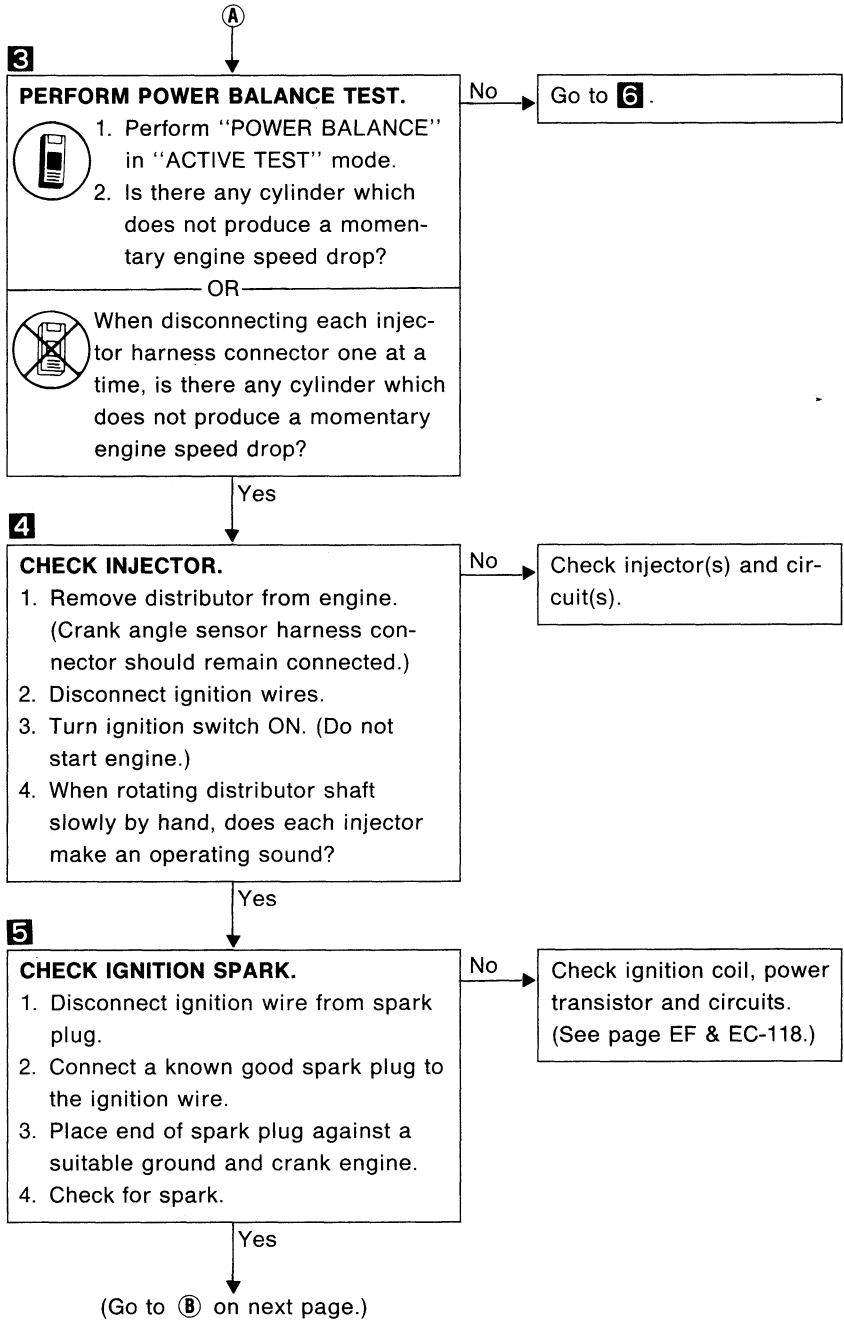 A
3
PERFORM POWER BALANCE TEST.
1. Perform "POWER BALANCE"
in "ACTIVE TEST" mode.
2. Is there any cylinder which
does not produce a momen-
tary engine speed drop?
OR
When disconnecting each injec-
tor harness connector one at a
time, is there any cylinder which
does not produce a momentary
engine speed drop?
No
Go to 6 .
Yes
4
CHECK INJECTOR.
1. Remove distributor from engine.
(Crank angle sensor harness con-
nector should remain connected.)
2. Disconnect ignition wires.
3. Turn ignition switch ON. (Do not
start engine.)
4. When rotating distributor shaft
slowly by hand, does each injector
make an operating sound?
No
Check injector(s) and cir-
cuit(s).
Yes
5
CHECK IGNITION SPARK.
1. Disconnect ignition wire from spark
plug.
2. Connect a known good spark plug to
the ignition wire.
3. Place end of spark plug against a
suitable ground and crank engine.
4. Check for spark.
No
Check ignition coil, power
transistor and circuits.
(See page EF & EC-118.)
Yes
(Go to B on next page.)